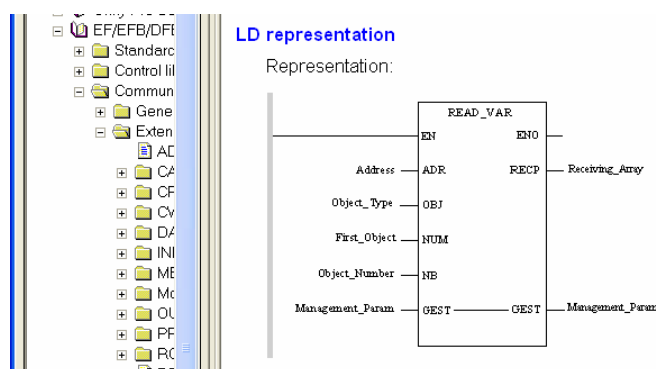 EF/EFB/DFE
Standarc
Control lil
Commun
Gene
Exten
AD
CA
CF
CV
DA
INI
ME
Mo
OU
PF
RO
LD representation
Representation:
READ_VAR
EN ENO
Address ADR RECP Receiving_Array
Object_Type OBJ
First_Object NUM
Object_Number NB
Management_Param GEST GEST Management_Param